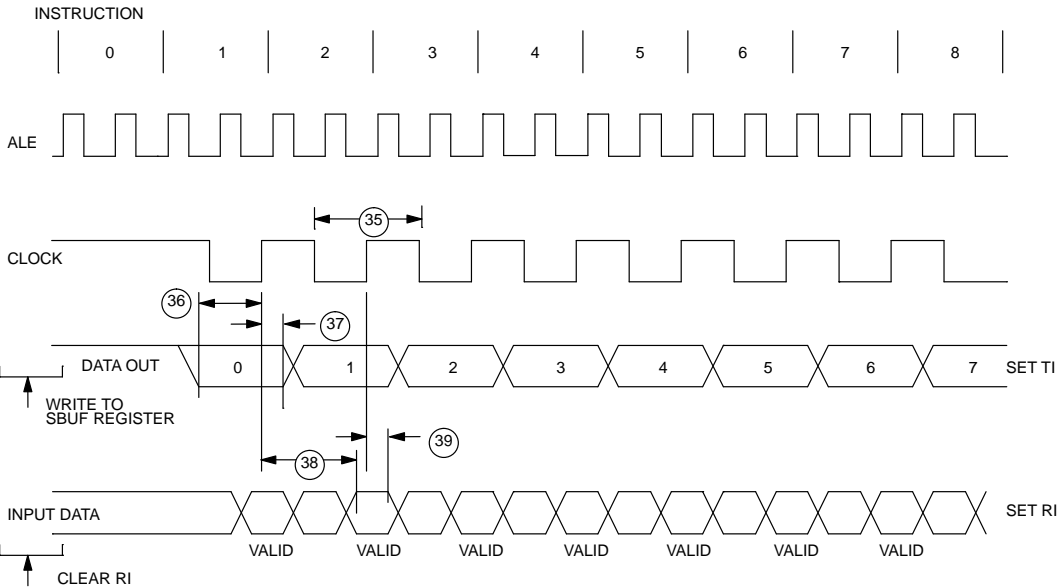 INSTRUCTION
0 1 2 3 4 5 6 7 8
ALE
35
CLOCK
36
37
DATA OUT 0 1 2 3 4 5 6 7 SET TI
WRITE TO
SBUF REGISTER
39
38
INPUT DATA SET RI
VALID VALID VALID VALID VALID VALID VALID
CLEAR RI